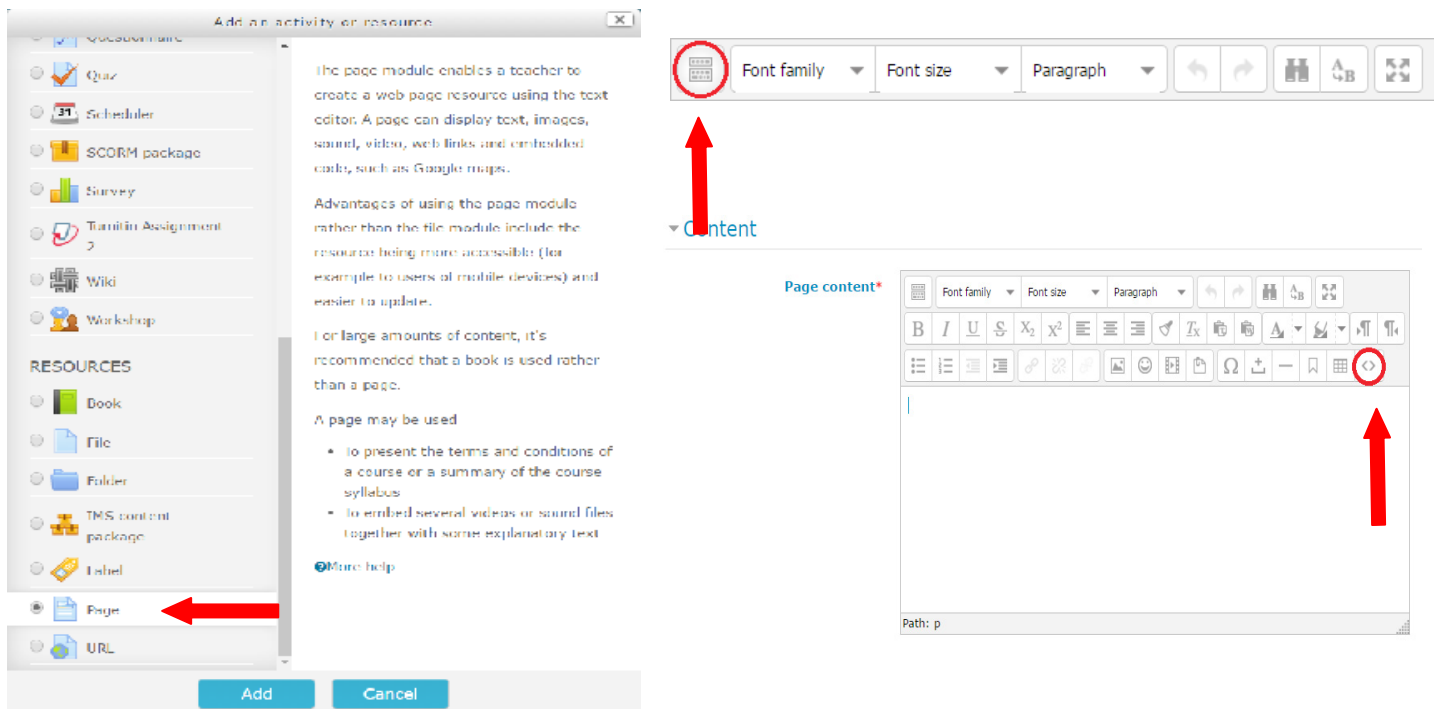 Add an activity or resource
Questionnaire
Quiz
31
Scheduler
SCORM package
Survey
Turnitin Assignment
2
Wiki
Workshop
RESOURCES
Book
File
Folder
IMS content
package
Label
Page
URL
The page module enables a teacher to
create a web page resource using the text
editor. A page can display text, images,
sound, video, web links and embedded
code, such as Google maps.
Advantages of using the page module
rather than the file module include the
resource being more accessible (for
example to users of mobile devices) and
easier to update.
For large amounts of content, it's
recommended that a book is used rather
than a page.
A page may be used
• To present the terms and conditions of
a course or a summary of the course
syllabus
• To embed several videos or sound files
together with some explanatory text
More help
Add Cancel
Font family Font size Paragraph
Content
Page content*
Font family Font size Paragraph
B I U S X₂ X² Tx A
Ω
Path: p